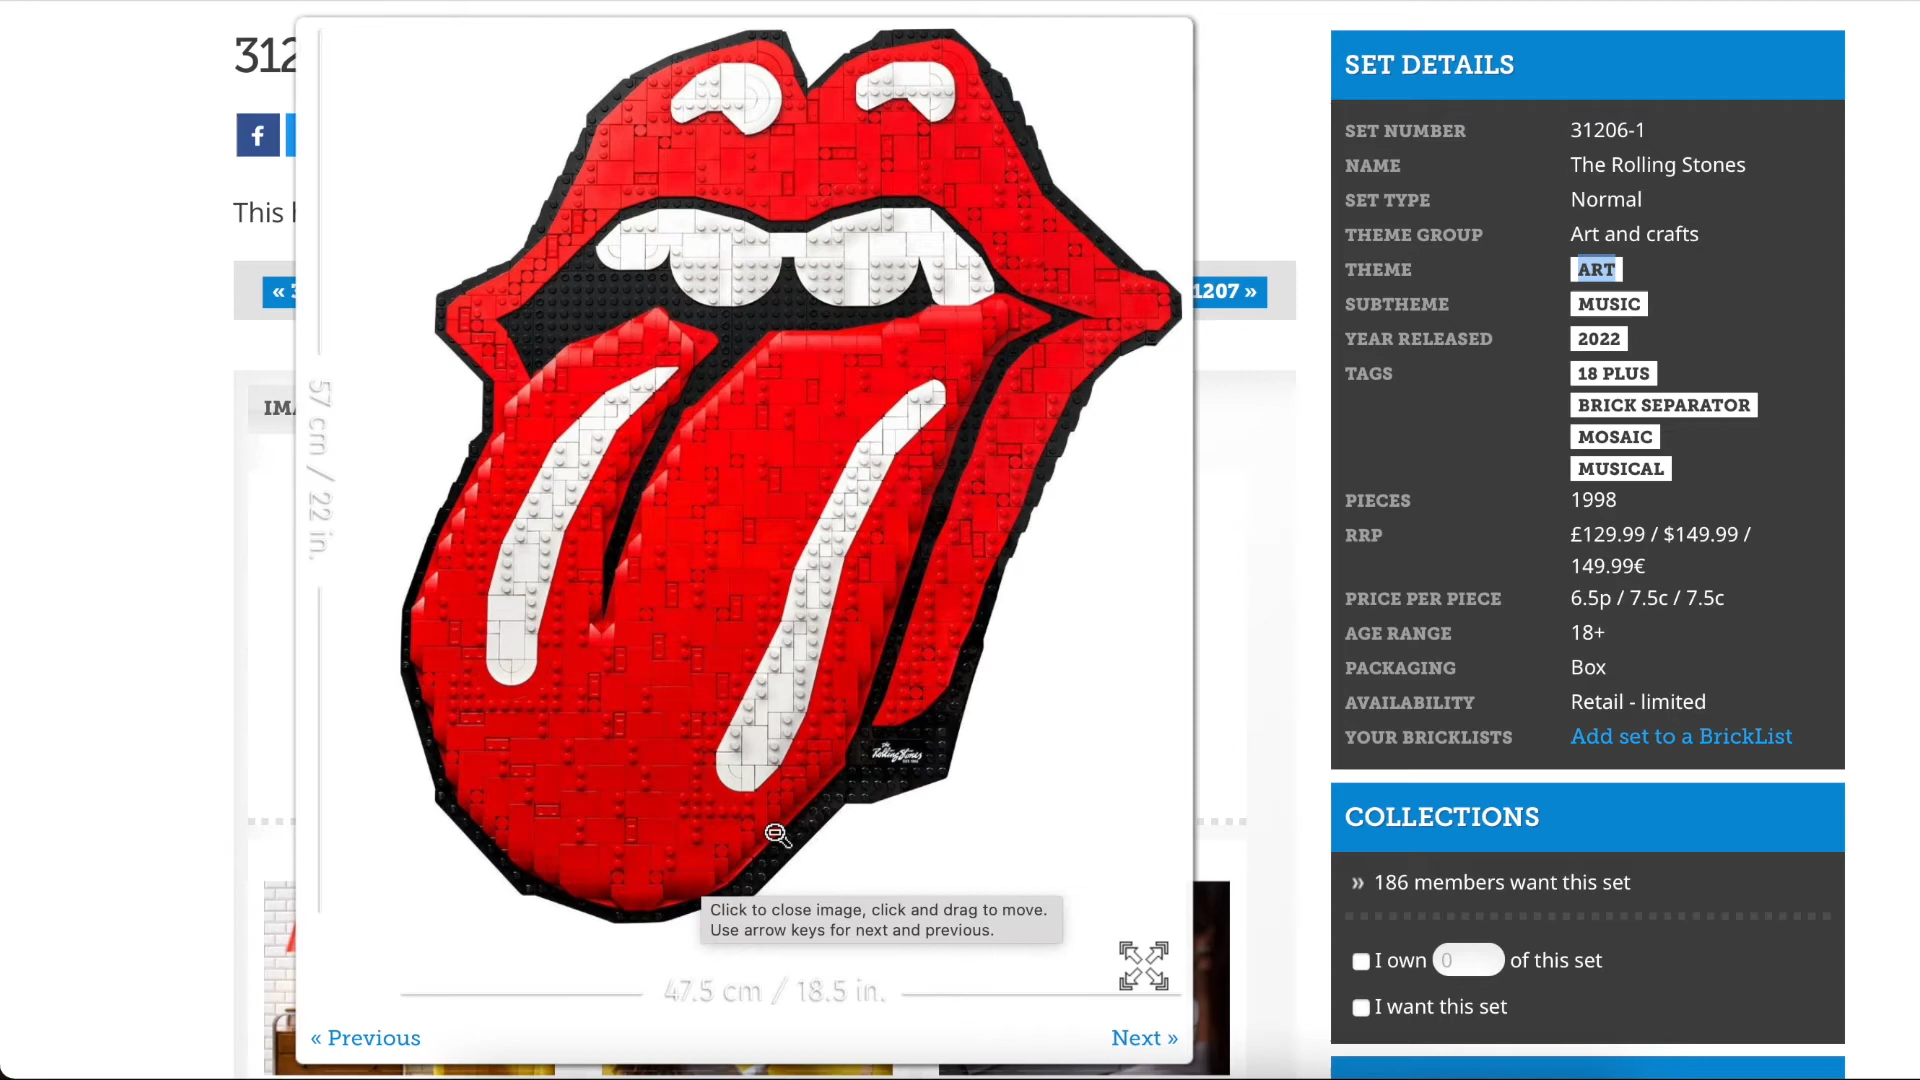 312
f
This
« 3
1207 »
IMA
57 cm / 22 in.
The
Rolling Stones
Click to close image, click and drag to move.
Use arrow keys for next and previous.
47.5 cm / 18.5 in.
« Previous
Next »
SET DETAILS
SET NUMBER 31206-1
NAME The Rolling Stones
SET TYPE Normal
THEME GROUP Art and crafts
THEME ART
SUBTHEME MUSIC
YEAR RELEASED 2022
TAGS 18 PLUS
BRICK SEPARATOR
MOSAIC
MUSICAL
PIECES 1998
RRP £129.99 / $149.99 /
149.99€
PRICE PER PIECE 6.5p / 7.5c / 7.5c
AGE RANGE 18+
PACKAGING Box
AVAILABILITY Retail - limited
YOUR BRICKLISTS Add set to a BrickList
COLLECTIONS
» 186 members want this set
I own 0 of this set
I want this set